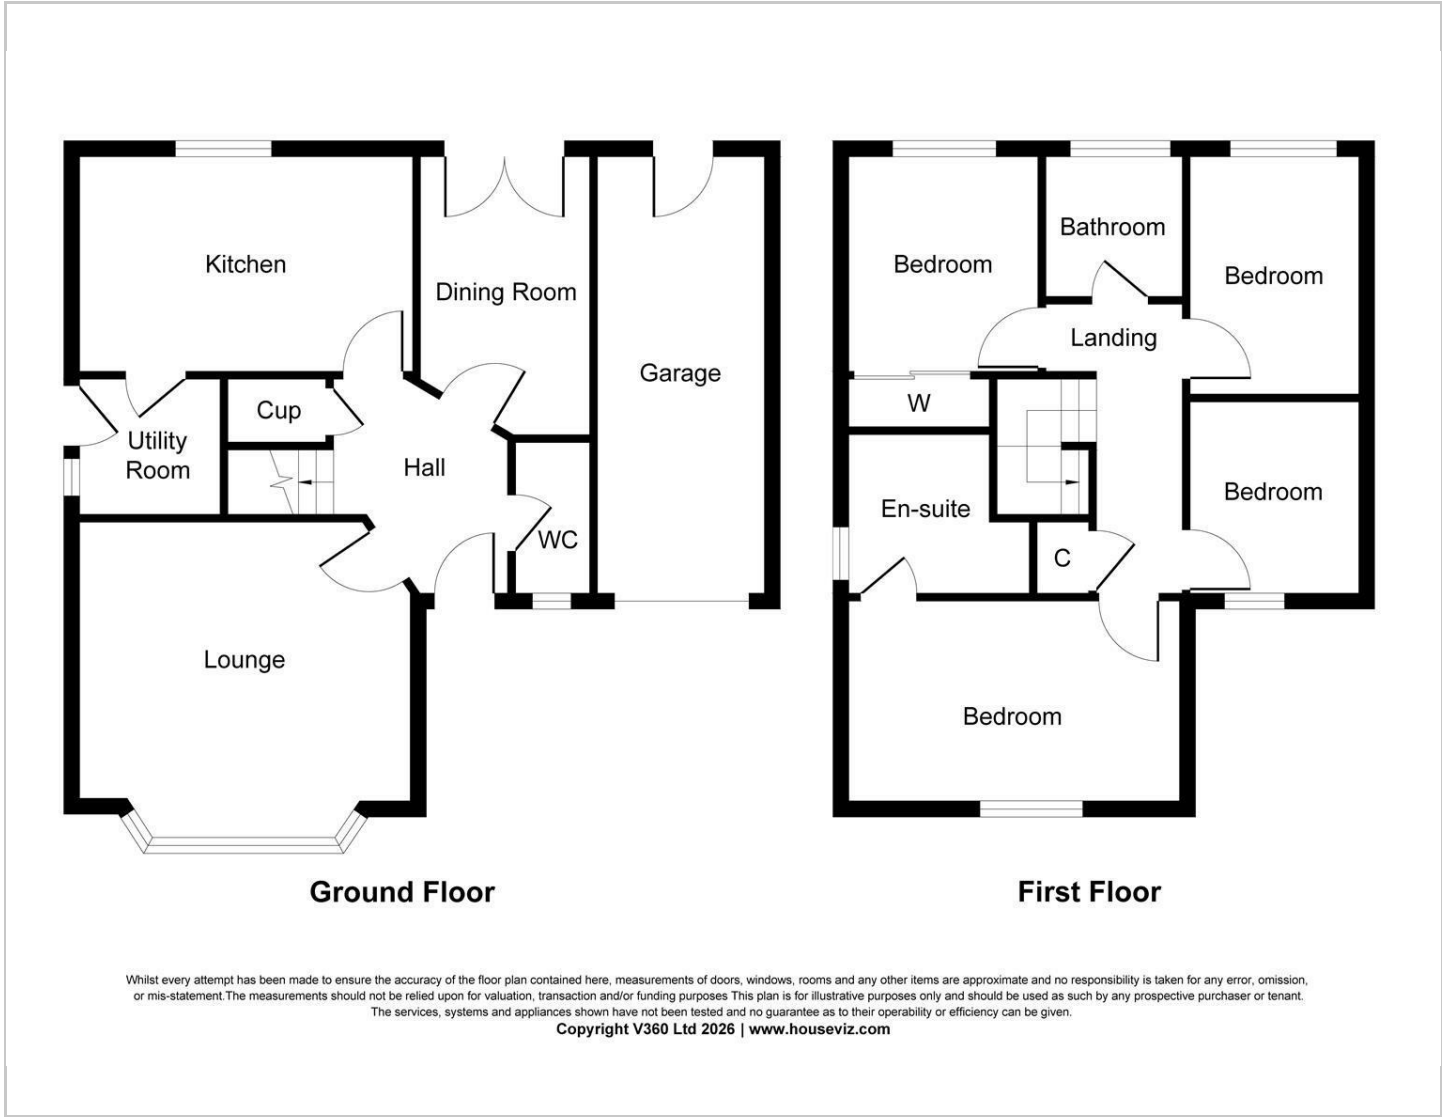 Kitchen
Dining Room
Garage
Cup
Utility
Room
Hall
WC
Lounge
Ground Floor
Bedroom
Bathroom
Bedroom
Landing
W
En-suite
Bedroom
C
Bedroom
First Floor
Whilst every attempt has been made to ensure the accuracy of the floor plan contained here, measurements of doors, windows, rooms and any other items are approximate and no responsibility is taken for any error, omission,
or mis-statement.The measurements should not be relied upon for valuation, transaction and/or funding purposes This plan is for illustrative purposes only and should be used as such by any prospective purchaser or tenant.
The services, systems and appliances shown have not been tested and no guarantee as to their operability or efficiency can be given.
Copyright V360 Ltd 2026 | www.houseviz.com